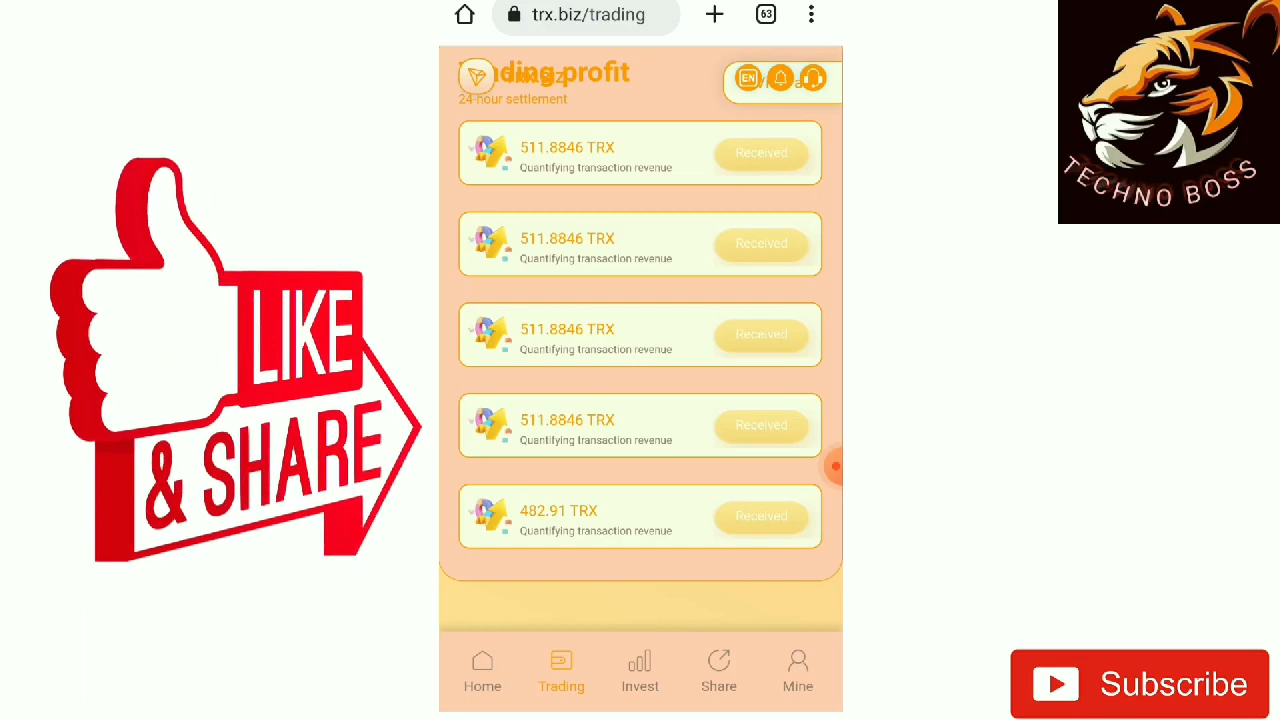 trx.biz/trading
63
Trading profit
24-hour settlement
EN
511.8846 TRX
Quantifying transaction revenue
Received
511.8846 TRX
Quantifying transaction revenue
Received
511.8846 TRX
Quantifying transaction revenue
Received
511.8846 TRX
Quantifying transaction revenue
Received
482.91 TRX
Quantifying transaction revenue
Received
Home
Trading
Invest
Share
Mine
LIKE
& SHARE
TECHNO BOSS
Subscribe